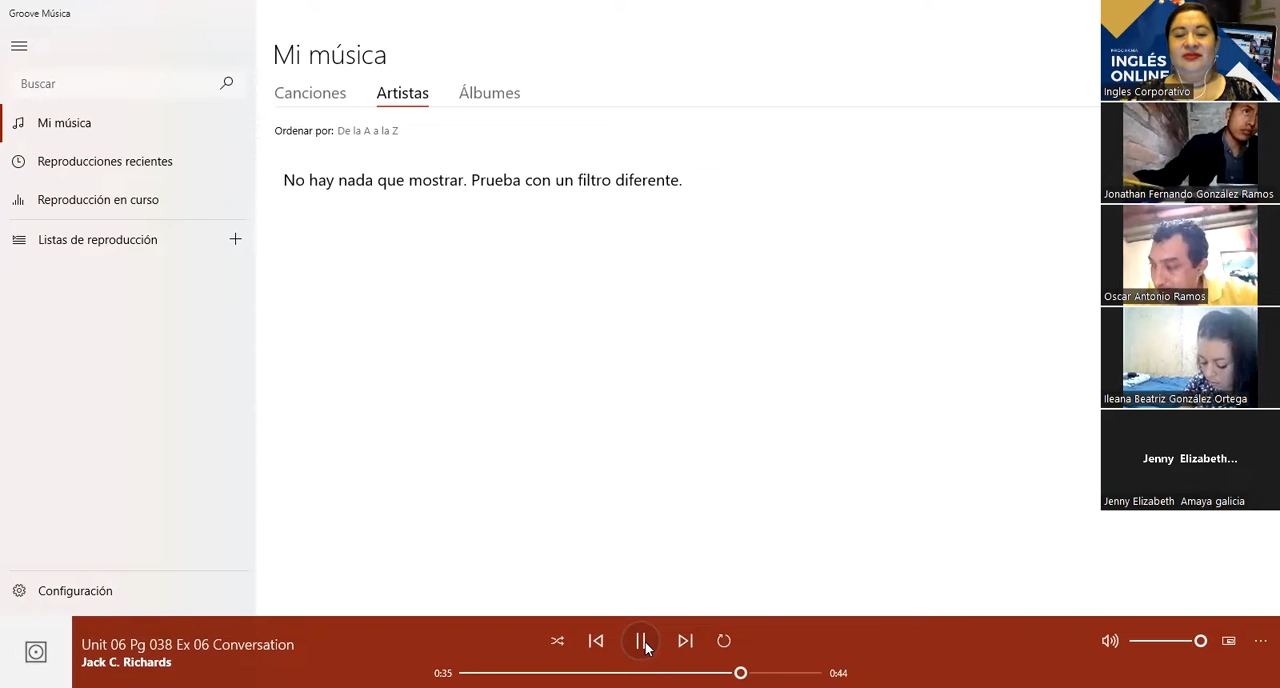 Groove Música
Buscar
Mi música
Reproducciones recientes
Reproducción en curso
Listas de reproducción
Configuración
Mi música
Canciones Artistas Álbumes
Ordenar por: De la A a la Z
No hay nada que mostrar. Prueba con un filtro diferente.
PROGRAMA
INGLÉS
ONLINE
Ingles Corporativo
Jonathan Fernando González Ramos
Oscar Antonio Ramos
Ileana Beatriz González Ortega
Jenny Elizabeth...
Jenny Elizabeth Amaya galicia
Unit 06 Pg 038 Ex 06 Conversation
Jack C. Richards
0:35
0:44